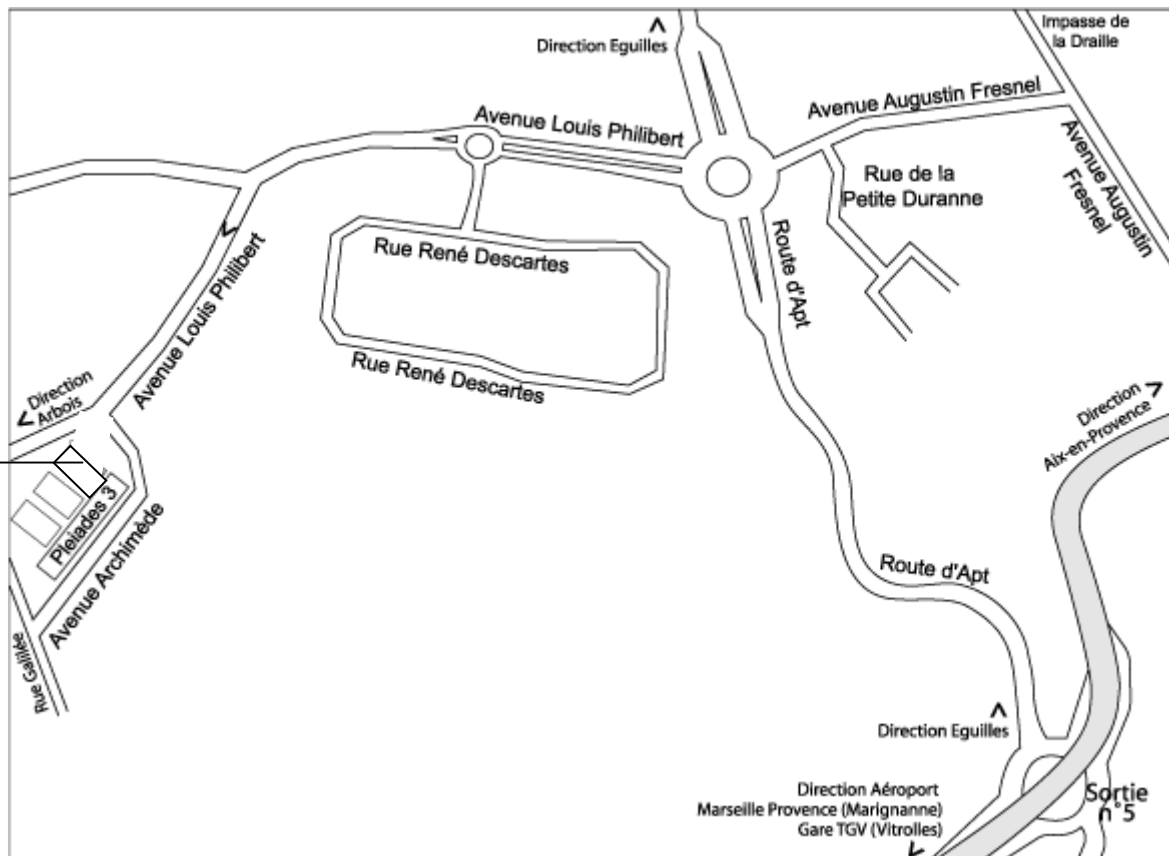 Impasse de
la Draille
Direction Eguilles
Avenue Augustin Fresnel
Avenue Louis Philibert
Avenue Augustin
Fresnel
Rue de la
Petite Duranne
Route d'Apt
Rue René Descartes
Avenue Louis Philibert
Rue René Descartes
Direction
Arbois
Direction
Aix-en-Provence
Pleiades 3
Avenue Archimède
Route d'Apt
Rue Galilée
Direction Eguilles
Direction Aéroport
Marseille Provence (Marignanne)
Gare TGV (Vitrolles)
Sortie
n°5